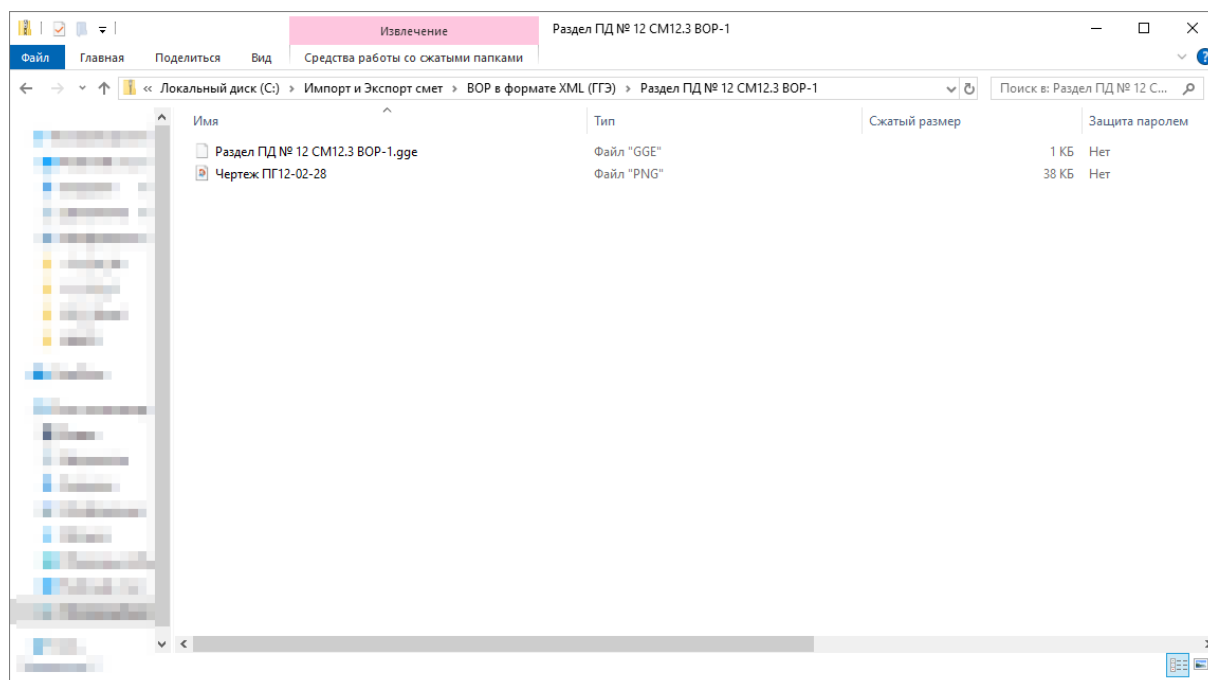 Извлечение
Раздел ПД № 12 СМ12.3 ВОР-1
Файл Главная Поделиться Вид Средства работы со сжатыми папками
« Локальный диск (C:) › Импорт и Экспорт смет › ВОР в формате XML (ГГЭ) › Раздел ПД № 12 СМ12.3 ВОР-1
Поиск в: Раздел ПД № 12 С...
Имя Тип Сжатый размер Защита паролем
Раздел ПД № 12 СМ12.3 ВОР-1.gge Файл "GGE" 1 КБ Нет
Чертеж ПГ12-02-28 Файл "PNG" 38 КБ Нет